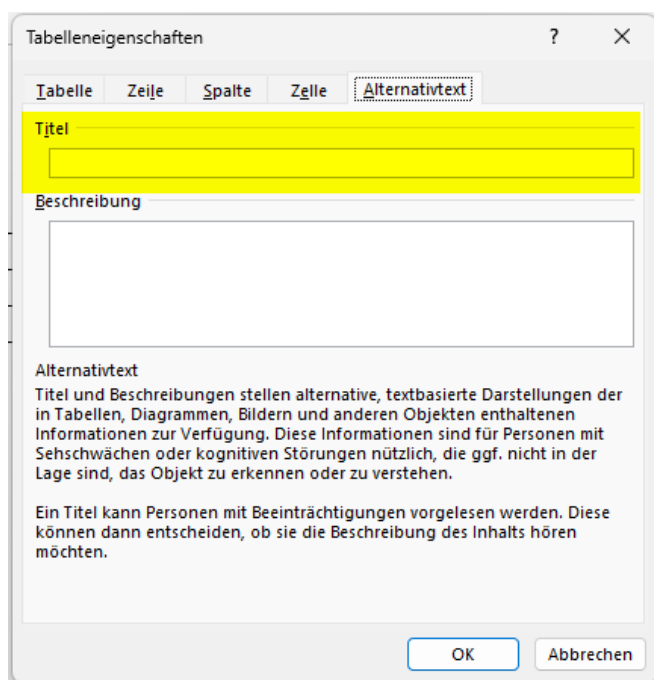 Tabelleneigenschaften ? X
Tabelle Zeile Spalte Zelle Alternativtext
Titel
Beschreibung
Alternativtext
Titel und Beschreibungen stellen alternative, textbasierte Darstellungen der
in Tabellen, Diagrammen, Bildern und anderen Objekten enthaltenen
Informationen zur Verfügung. Diese Informationen sind für Personen mit
Sehschwächen oder kognitiven Störungen nützlich, die ggf. nicht in der
Lage sind, das Objekt zu erkennen oder zu verstehen.
Ein Titel kann Personen mit Beeinträchtigungen vorgelesen werden. Diese
können dann entscheiden, ob sie die Beschreibung des Inhalts hören
möchten.
OK Abbrechen